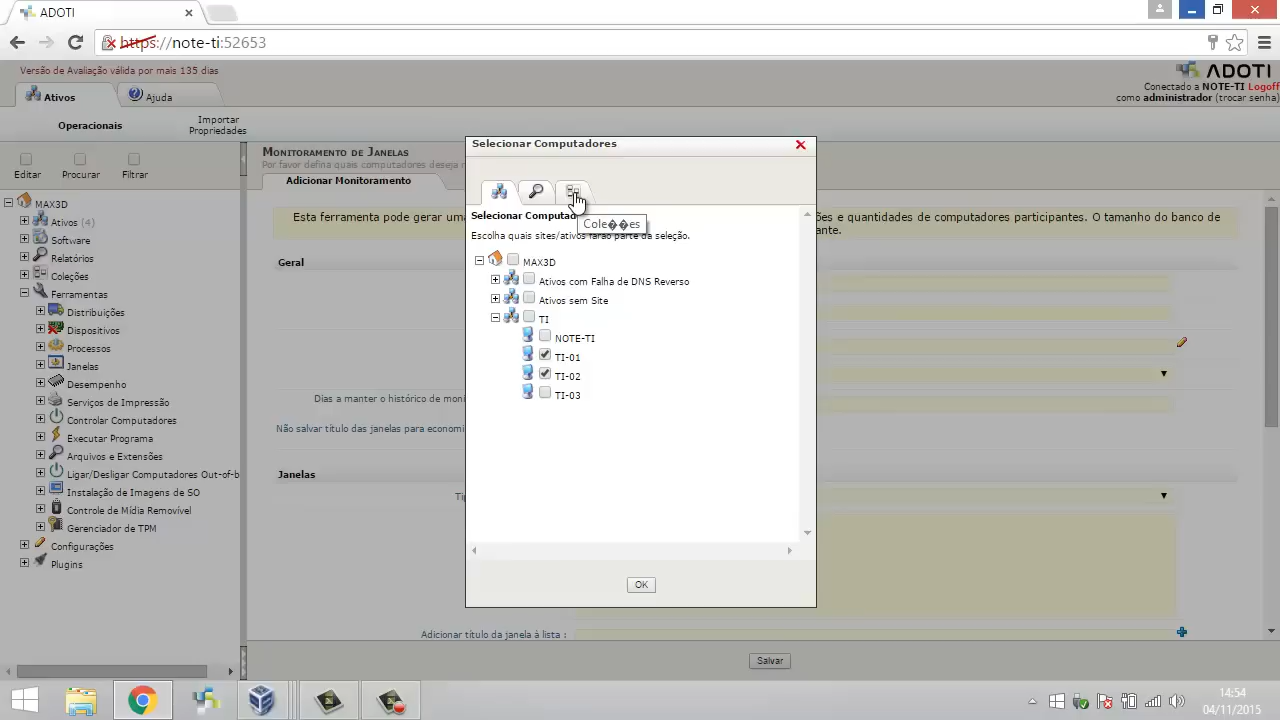 ADOTI
https://note-ti:52653
Versão de Avaliação válida por mais 135 dias
ADOTI
Conectado a NOTE-TI Logoff
como administrador (trocar senha)
Ativos
Ajuda
Operacionais
Importar
Propriedades
Editar
Procurar
Filtrar
MAX3D
Ativos (4)
Software
Relatórios
Coleções
Ferramentas
Distribuições
Dispositivos
Processos
Janelas
Desempenho
Serviços de Impressão
Controlar Computadores
Executar Programa
Arquivos e Extensões
Ligar/Desligar Computadores Out-of-b
Instalação de Imagens de SO
Controle de Mídia Removível
Gerenciador de TPM
Configurações
Plugins
Monitoramento de Janelas
Por favor defina quais computadores deseja
Adicionar Monitoramento
Esta ferramenta pode gerar
ões e quantidades de computadores participantes. O tamanho do banco de
ante.
Geral
Dias a manter o histórico de
Não salvar título das janelas para
Janelas
Adicionar título da janela à lista :
Salvar
Selecionar Computadores
Coleções
Selecionar
Escolha quais sites/ativos farão parte da seleção.
MAX3D
Ativos com Falha de DNS Reverso
Ativos sem Site
TI
NOTE-TI
TI-01
TI-02
TI-03
OK
14:54
04/11/2015